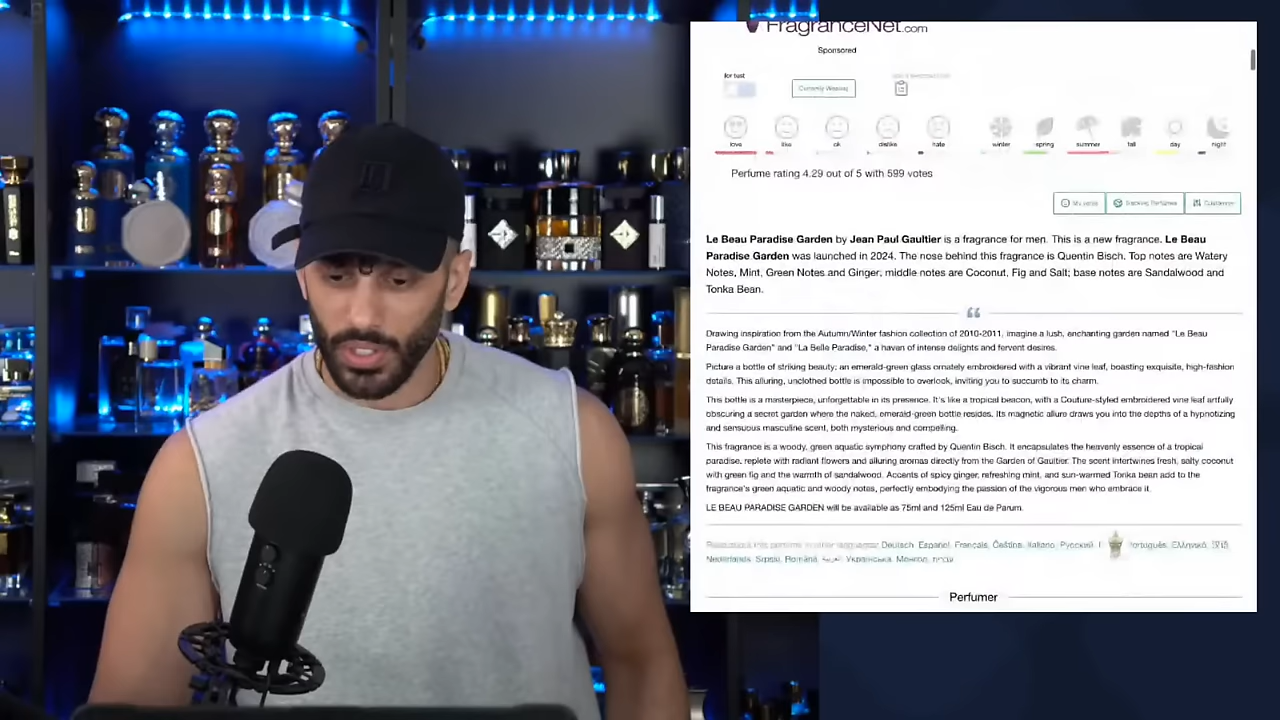 FragranceNet.com
Sponsored
for text
Currently Wearing
love like ok dislike hate winter spring summer fall day night
Perfume rating 4.29 out of 5 with 599 votes
Customize
Le Beau Paradise Garden by Jean Paul Gaultier is a fragrance for men. This is a new fragrance. Le Beau
Paradise Garden was launched in 2024. The nose behind this fragrance is Quentin Bisch. Top notes are Watery
Notes, Mint, Green Notes and Ginger; middle notes are Coconut, Fig and Salt; base notes are Sandalwood and
Tonka Bean.
Drawing inspiration from the Autumn/Winter fashion collection of 2010-2011, imagine a lush, enchanting garden named "Le Beau
Paradise Garden" and "La Belle Paradise," a haven of intense delights and fervent desires.
Picture a bottle of striking beauty; an emerald-green glass ornately embroidered with a vibrant vine leaf, boasting exquisite, high-fashion
details. This alluring, unclothed bottle is impossible to overlook, inviting you to succumb to its charm.
This bottle is a masterpiece, unforgettable in its presence. It's like a tropical beacon, with a Couture-styled embroidered vine leaf artfully
obscuring a secret garden where the naked, emerald-green bottle resides. Its magnetic allure draws you into the depths of a hypnotizing
and sensuous masculine scent, both mysterious and compelling.
This fragrance is a woody, green aquatic symphony crafted by Quentin Bisch. It encapsulates the heavenly essence of a tropical
paradise, replete with radiant flowers and alluring aromas directly from the Garden of Gaultier. The scent intertwines fresh, salty coconut
with green fig and the warmth of sandalwood. Accents of spicy ginger, refreshing mint, and sun-warmed Tonka bean add to the
fragrance's green aquatic and woody notes, perfectly embodying the passion of the vigorous men who embrace it.
LE BEAU PARADISE GARDEN will be available as 75ml and 125ml Eau de Parfum.
Deutsch, Español, Français, Čeština, Italiano, Русский, Português, Ελληνικά, 汉语
Nederlands, Srpski, Română, Українська, Монгол, עברית
Perfumer